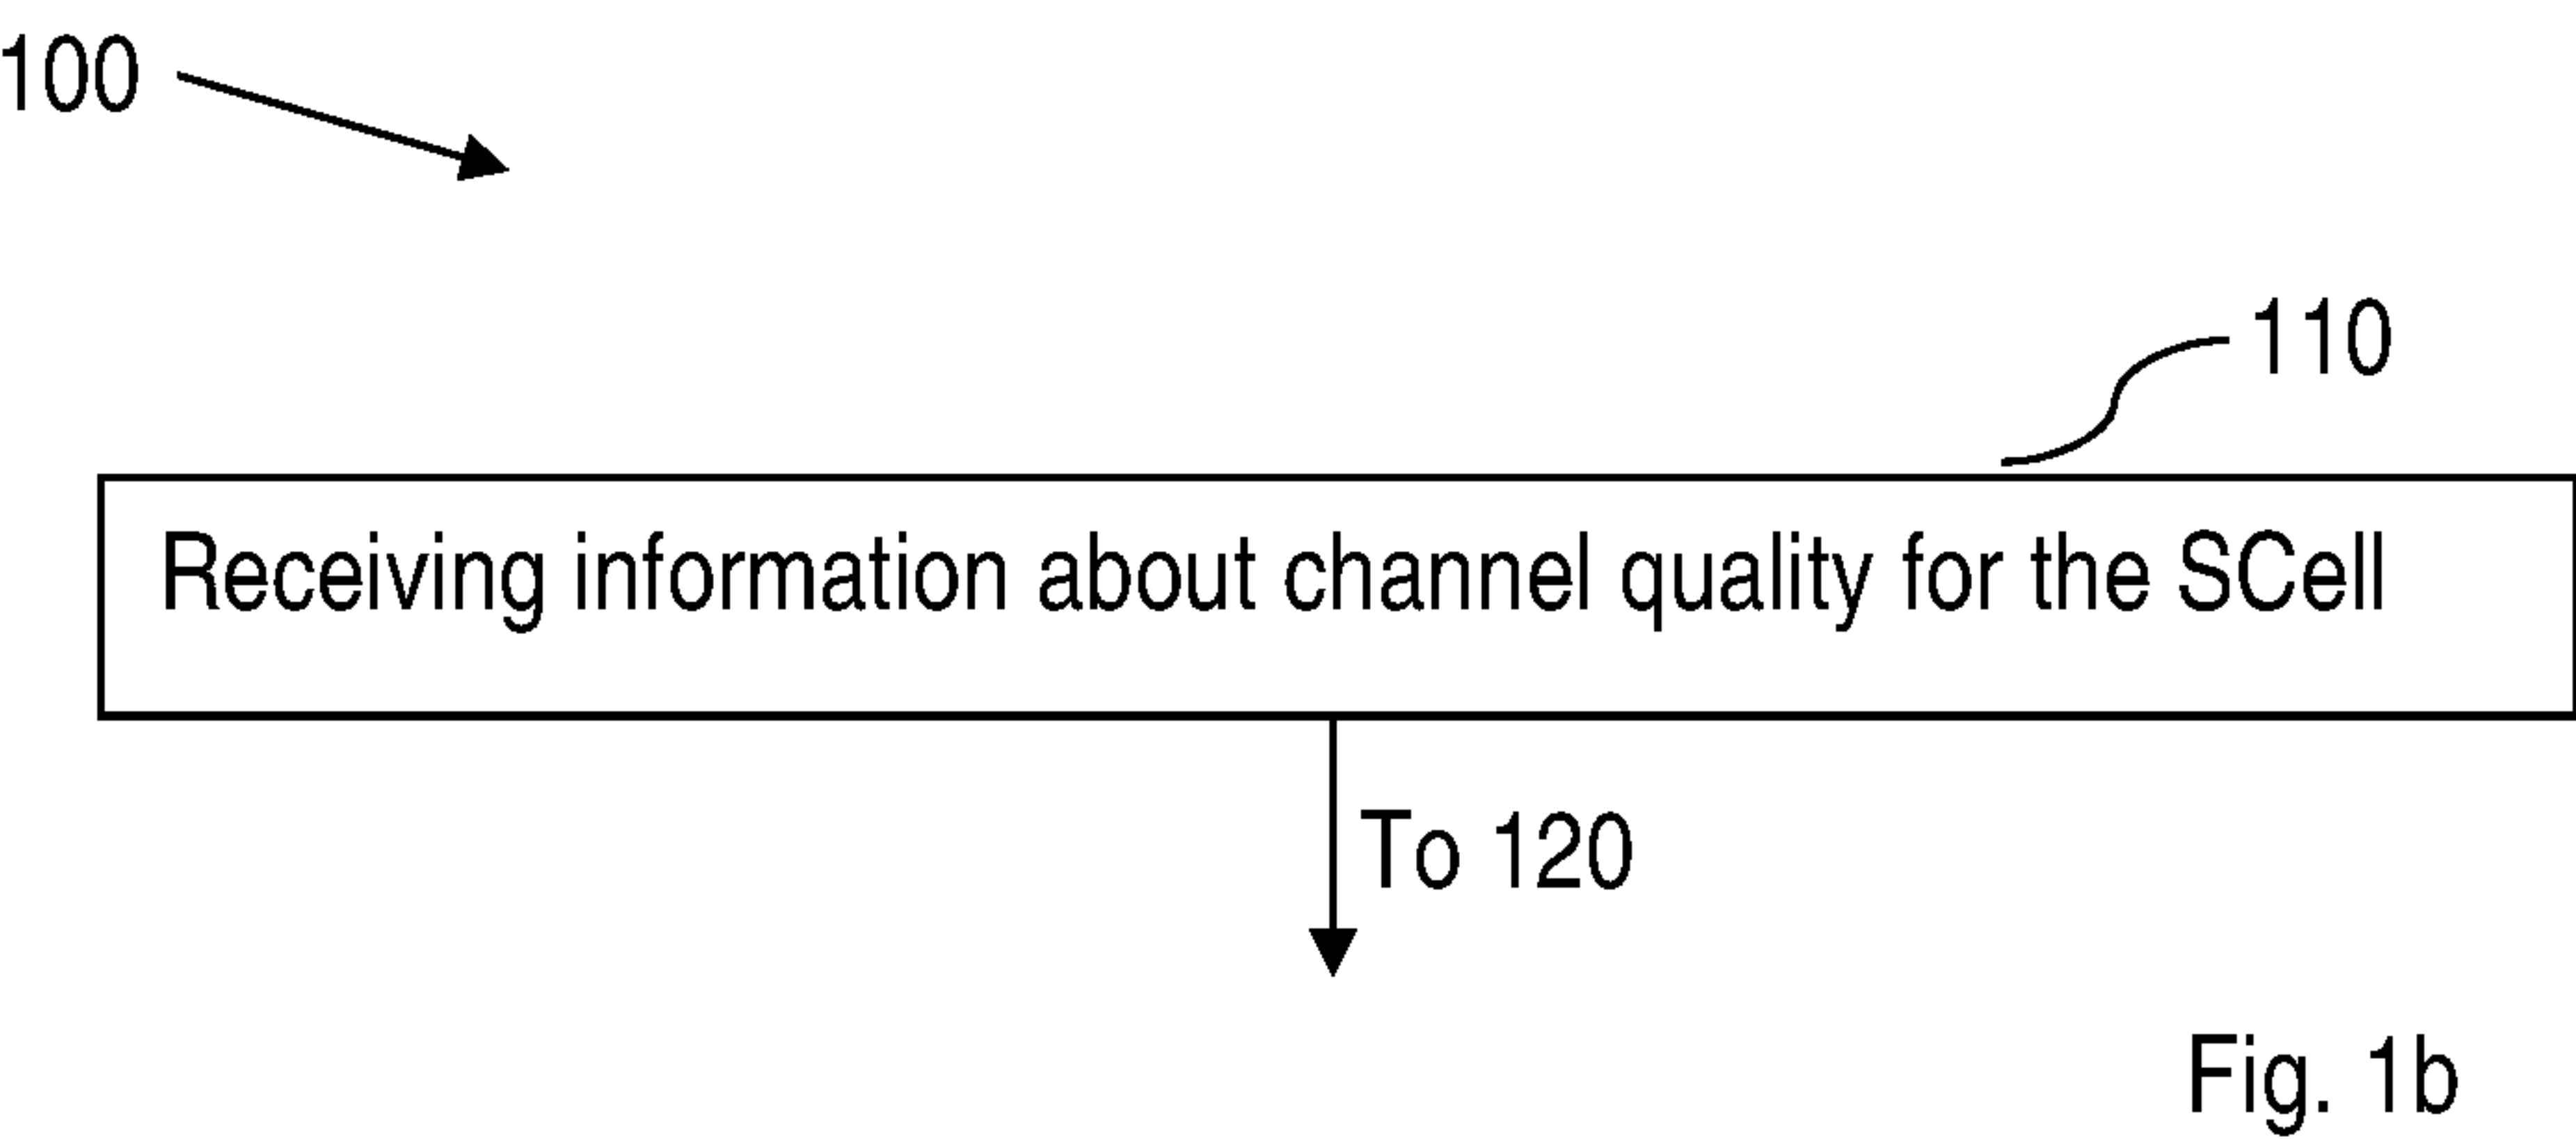 100
110
Receiving information about channel quality for the SCell
To 120
Fig. 1b